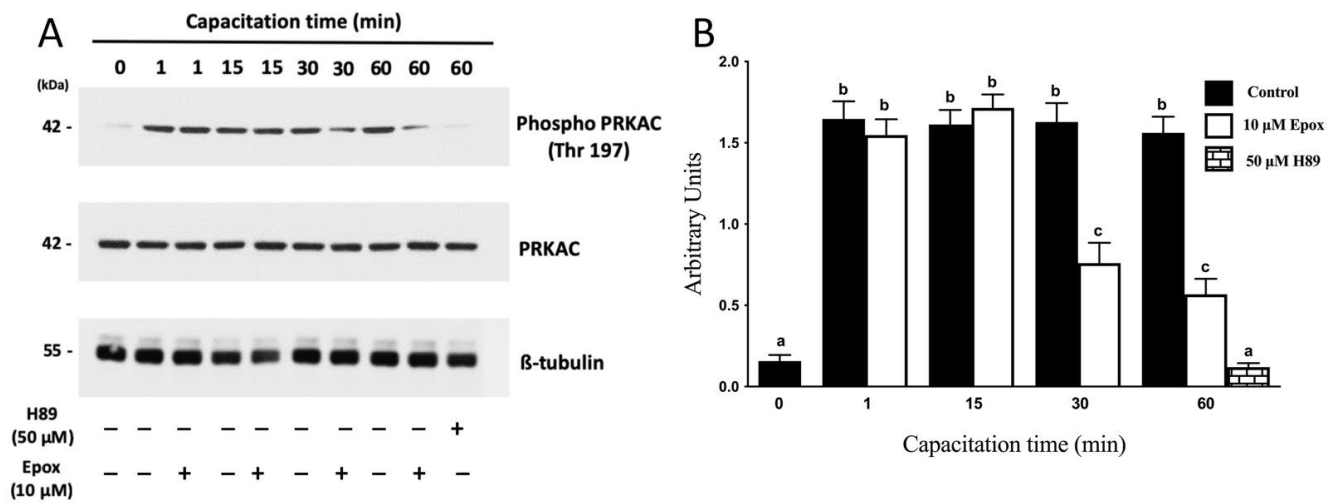 A
Capacitation time (min)
0 1 1 15 15 30 30 60 60 60
(kDa)
42 -
Phospho PRKAC
(Thr 197)
42 -
PRKAC
55 -
ß-tubulin
H89
(50 µM)
– – – – – – – – – +
Epox
(10 µM)
– – + – + – + – + –
B
2.0
1.5
1.0
0.5
0.0
Arbitrary Units
a
b b
b b
b c
b c a
Control
10 µM Epox
50 µM H89
0 1 15 30 60
Capacitation time (min)